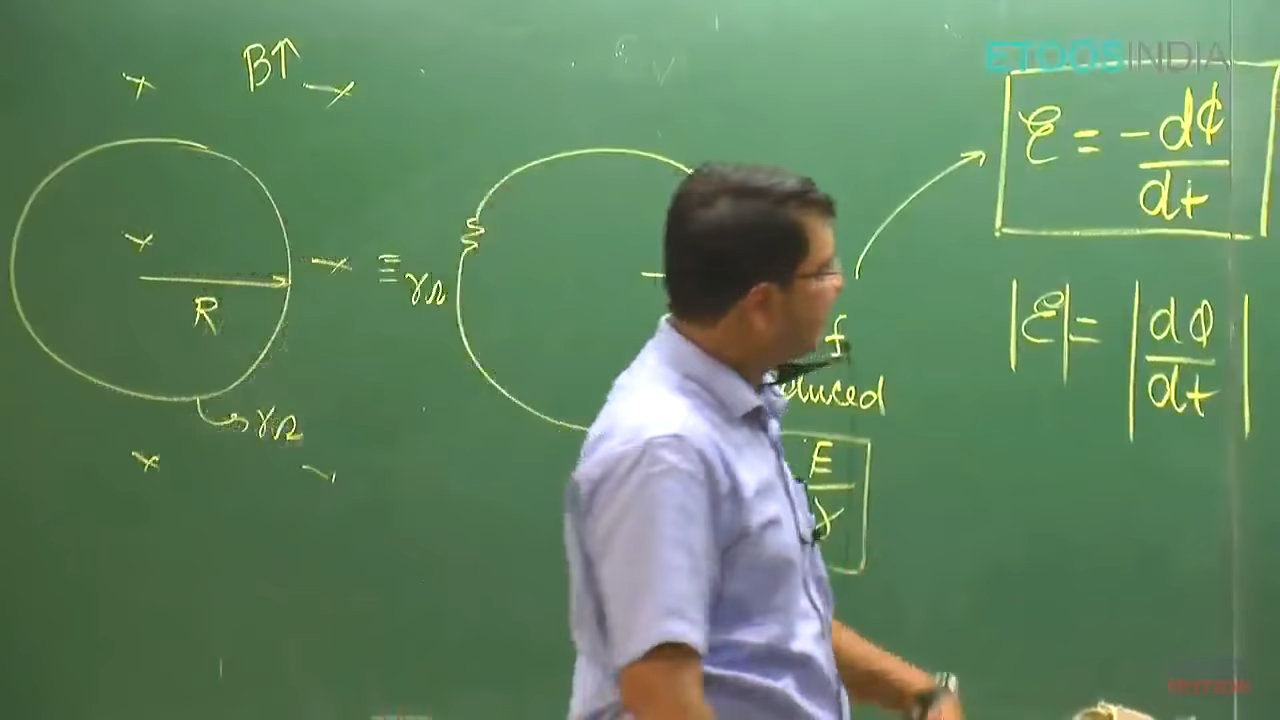 B↑
R
≡
rΩ
rΩ
f
duced
E
r
ETOOSINDIA
ℰ = -dφ
dt
|ℰ| = |dφ
dt|